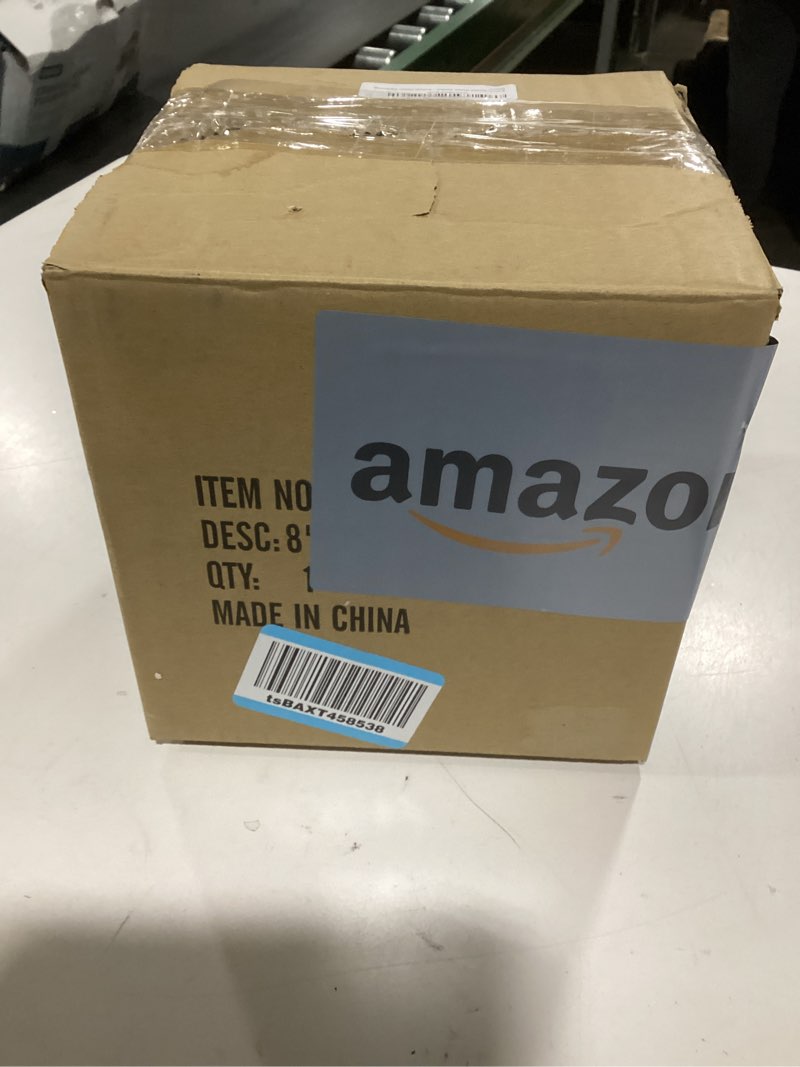 amazo
ITEM NO
DESC: 8'
QTY: 1
MADE IN CHINA
tsBAXT458538